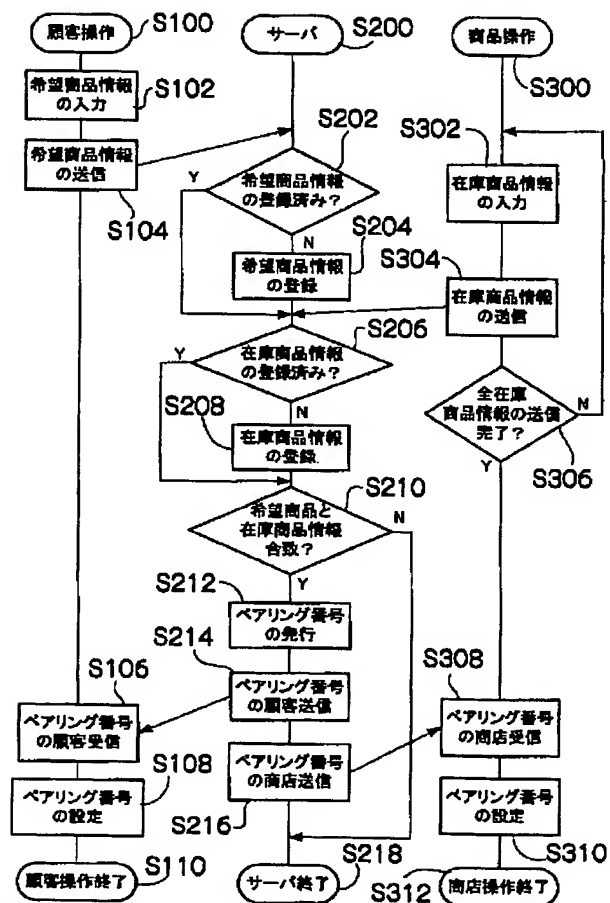 顧客操作
S100
希望商品情報
の入力
S102
希望商品情報
の送信
S104
ペアリング番号
の顧客受信
S106
ペアリング番号
の設定
S108
顧客操作終了
S110
サーバ
S200
希望商品情報
の登録済み?
S202
Y
N
希望商品情報
の登録
S204
在庫商品情報
の登録済み?
S206
Y
N
在庫商品情報
の登録.
S208
希望商品と
在庫商品情報
合致?
S210
N
Y
ペアリング番号
の発行
S212
ペアリング番号
の顧客送信
S214
ペアリング番号
の商店送信
S216
サーバ終了
S218
商品操作
S300
在庫商品情報
の入力
S302
在庫商品情報
の送信
S304
全在庫
商品情報の送信
完了?
S306
N
Y
ペアリング番号
の商店受信
S308
ペアリング番号
の設定
S310
商店操作終了
S312